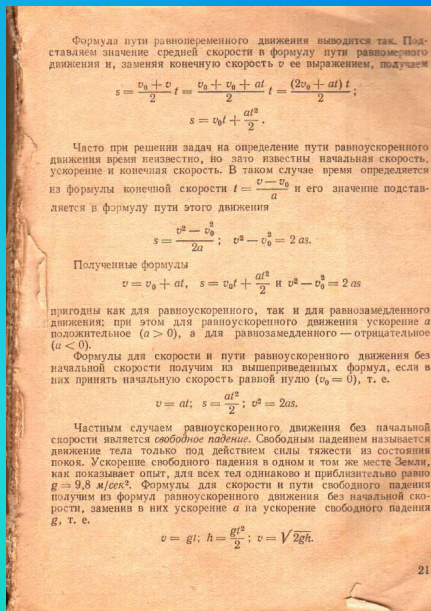 Формула пути равнопеременного движения выводится так. Под-
ставляем значение средней скорости в формулу пути равномерного
движения и, заменяя конечную скорость v ее выражением, получаем
s = (v₀ + v)/2 t = (v₀ + v₀ + at)/2 t = (2v₀ + at) t/2 ;
s = v₀t + at²/2 .
Часто при решении задач на определение пути равноускоренного
движения время неизвестно, но зато известны начальная скорость,
ускорение и конечная скорость. В таком случае время определяется
из формулы конечной скорости t = (v — v₀)/a и его значение подстав-
ляется в формулу пути этого движения
s = (v² — v₀²)/2a ; v² — v₀² = 2 as.
Полученные формулы
v = v₀ + at, s = v₀t + at²/2 и v² — v₀² = 2 as
пригодны как для равноускоренного, так и для равнозамедленного
движения; при этом для равноускоренного движения ускорение a
положительное (a > 0), а для равнозамедленного — отрицательное
(a < 0).
Формулы для скорости и пути равноускоренного движения без
начальной скорости получим из вышеприведенных формул, если в
них принять начальную скорость равной нулю (v₀ = 0), т. е.
v = at; s = at²/2 ; v² = 2as.
Частным случаем равноускоренного движения без начальной
скорости является свободное падение. Свободным падением называется
движение тела только под действием силы тяжести из состояния
покоя. Ускорение свободного падения в одном и том же месте Земли,
как показывает опыт, для всех тел одинаково и приблизительно равно
g = 9,8 м/сек². Формулы для скорости и пути свободного падения
получим из формул равноускоренного движения без начальной ско-
рости, заменив в них ускорение a на ускорение свободного падения
g, т. е.
v = gt; h = gt²/2 ; v = √2gh.
21